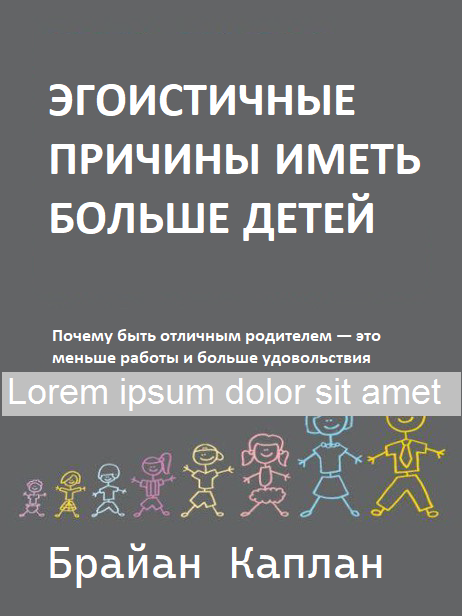 ЭГОИСТИЧНЫЕ
ПРИЧИНЫ ИМЕТЬ
БОЛЬШЕ ДЕТЕЙ
Почему быть отличным родителем — это
меньше работы и больше удовольствия
Lorem ipsum dolor sit amet
Брайан Каплан